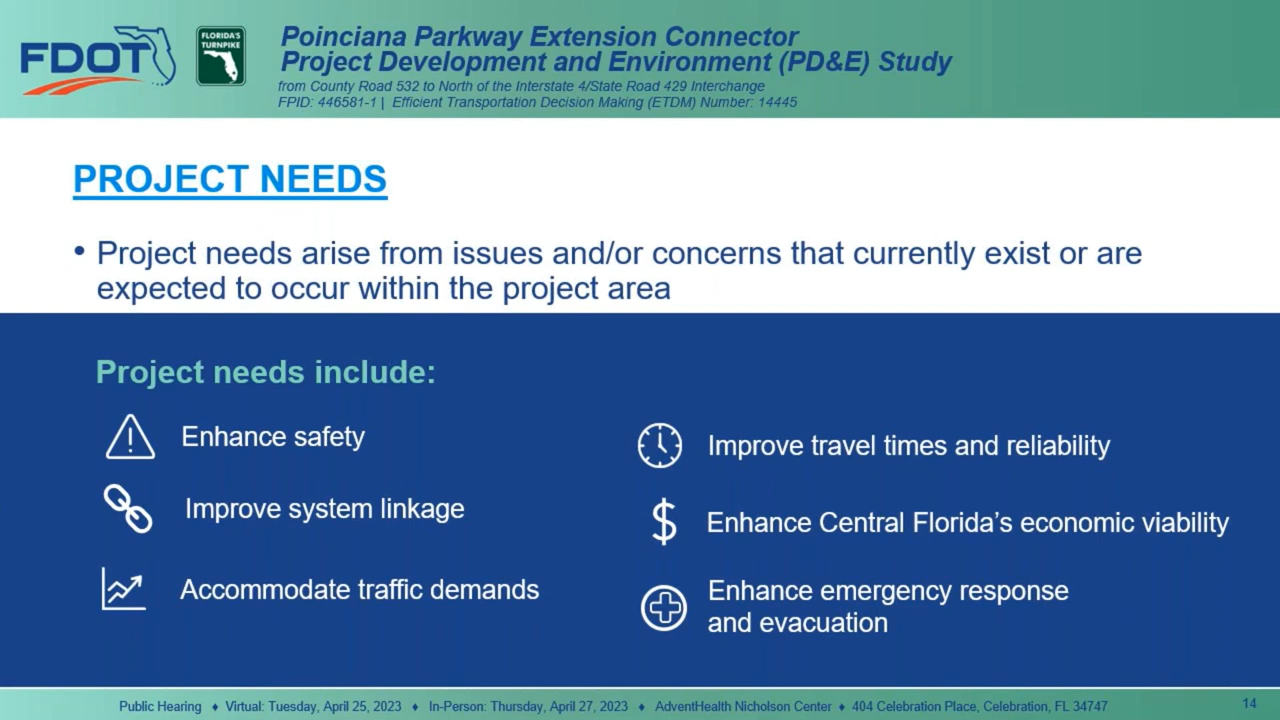 FDOT
FLORIDA'S
TURNPIKE
Poinciana Parkway Extension Connector
Project Development and Environment (PD&E) Study
from County Road 532 to North of the Interstate 4/State Road 429 Interchange
FPID: 446581-1 | Efficient Transportation Decision Making (ETDM) Number: 14445
PROJECT NEEDS
• Project needs arise from issues and/or concerns that currently exist or are
expected to occur within the project area
Project needs include:
Enhance safety
Improve system linkage
Accommodate traffic demands
Improve travel times and reliability
$ Enhance Central Florida's economic viability
Enhance emergency response
and evacuation
Public Hearing ♦ Virtual: Tuesday, April 25, 2023 ♦ In-Person: Thursday, April 27, 2023 ♦ AdventHealth Nicholson Center ♦ 404 Celebration Place, Celebration, FL 34747
14